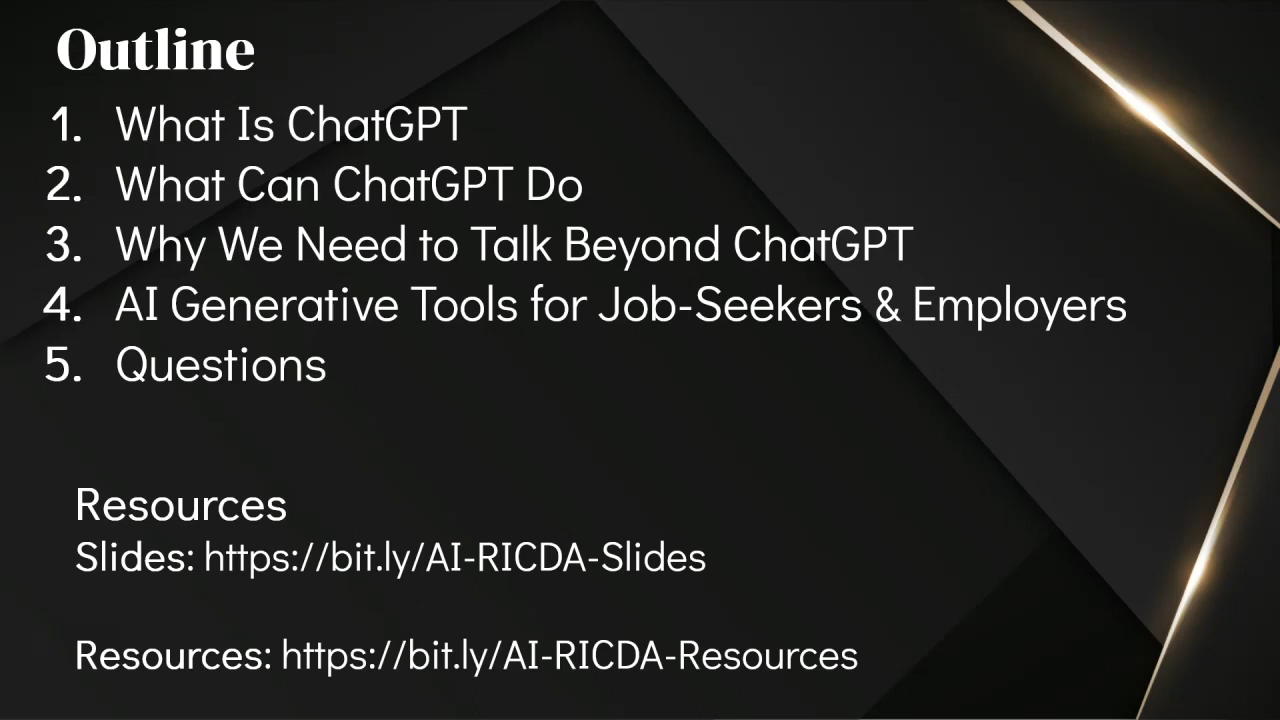 Outline
1. What Is ChatGPT
2. What Can ChatGPT Do
3. Why We Need to Talk Beyond ChatGPT
4. AI Generative Tools for Job-Seekers & Employers
5. Questions
Resources
Slides: https://bit.ly/AI-RICDA-Slides
Resources: https://bit.ly/AI-RICDA-Resources